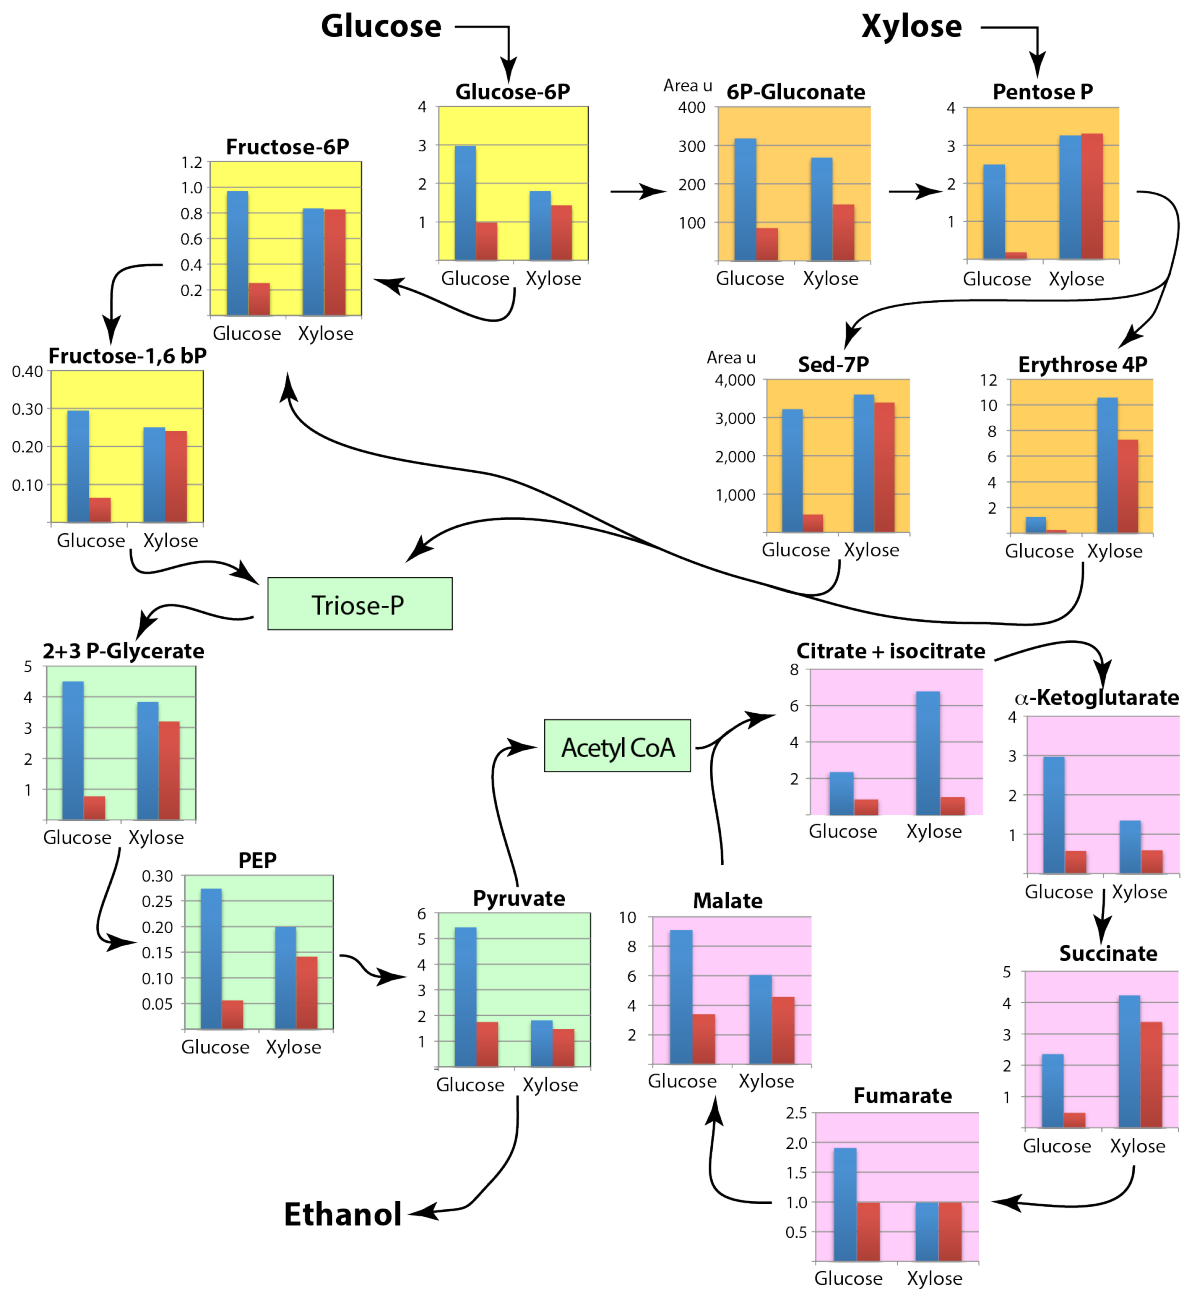 Glucose
Xylose
Glucose-6P
4
3
2
1
Glucose Xylose
Area u
6P-Gluconate
400
300
200
100
Glucose Xylose
Pentose P
4
3
2
1
Glucose Xylose
Fructose-6P
1.2
1.0
0.8
0.6
0.4
0.2
Glucose Xylose
Fructose-1,6 bP
0.40
0.30
0.20
0.10
Glucose Xylose
Area u
Sed-7P
4,000
3,000
2,000
1,000
Glucose Xylose
Erythrose 4P
12
10
8
6
4
2
Glucose Xylose
Triose-P
2+3 P-Glycerate
5
4
3
2
1
Glucose Xylose
Citrate + isocitrate
8
6
4
2
Glucose Xylose
α-Ketoglutarate
4
3
2
1
Glucose Xylose
Acetyl CoA
PEP
0.30
0.25
0.20
0.15
0.10
0.05
Glucose Xylose
Pyruvate
6
5
4
3
2
1
Glucose Xylose
Malate
10
8
6
4
2
Glucose Xylose
Succinate
5
4
3
2
1
Glucose Xylose
Fumarate
2.5
2.0
1.5
1.0
0.5
Glucose Xylose
Ethanol